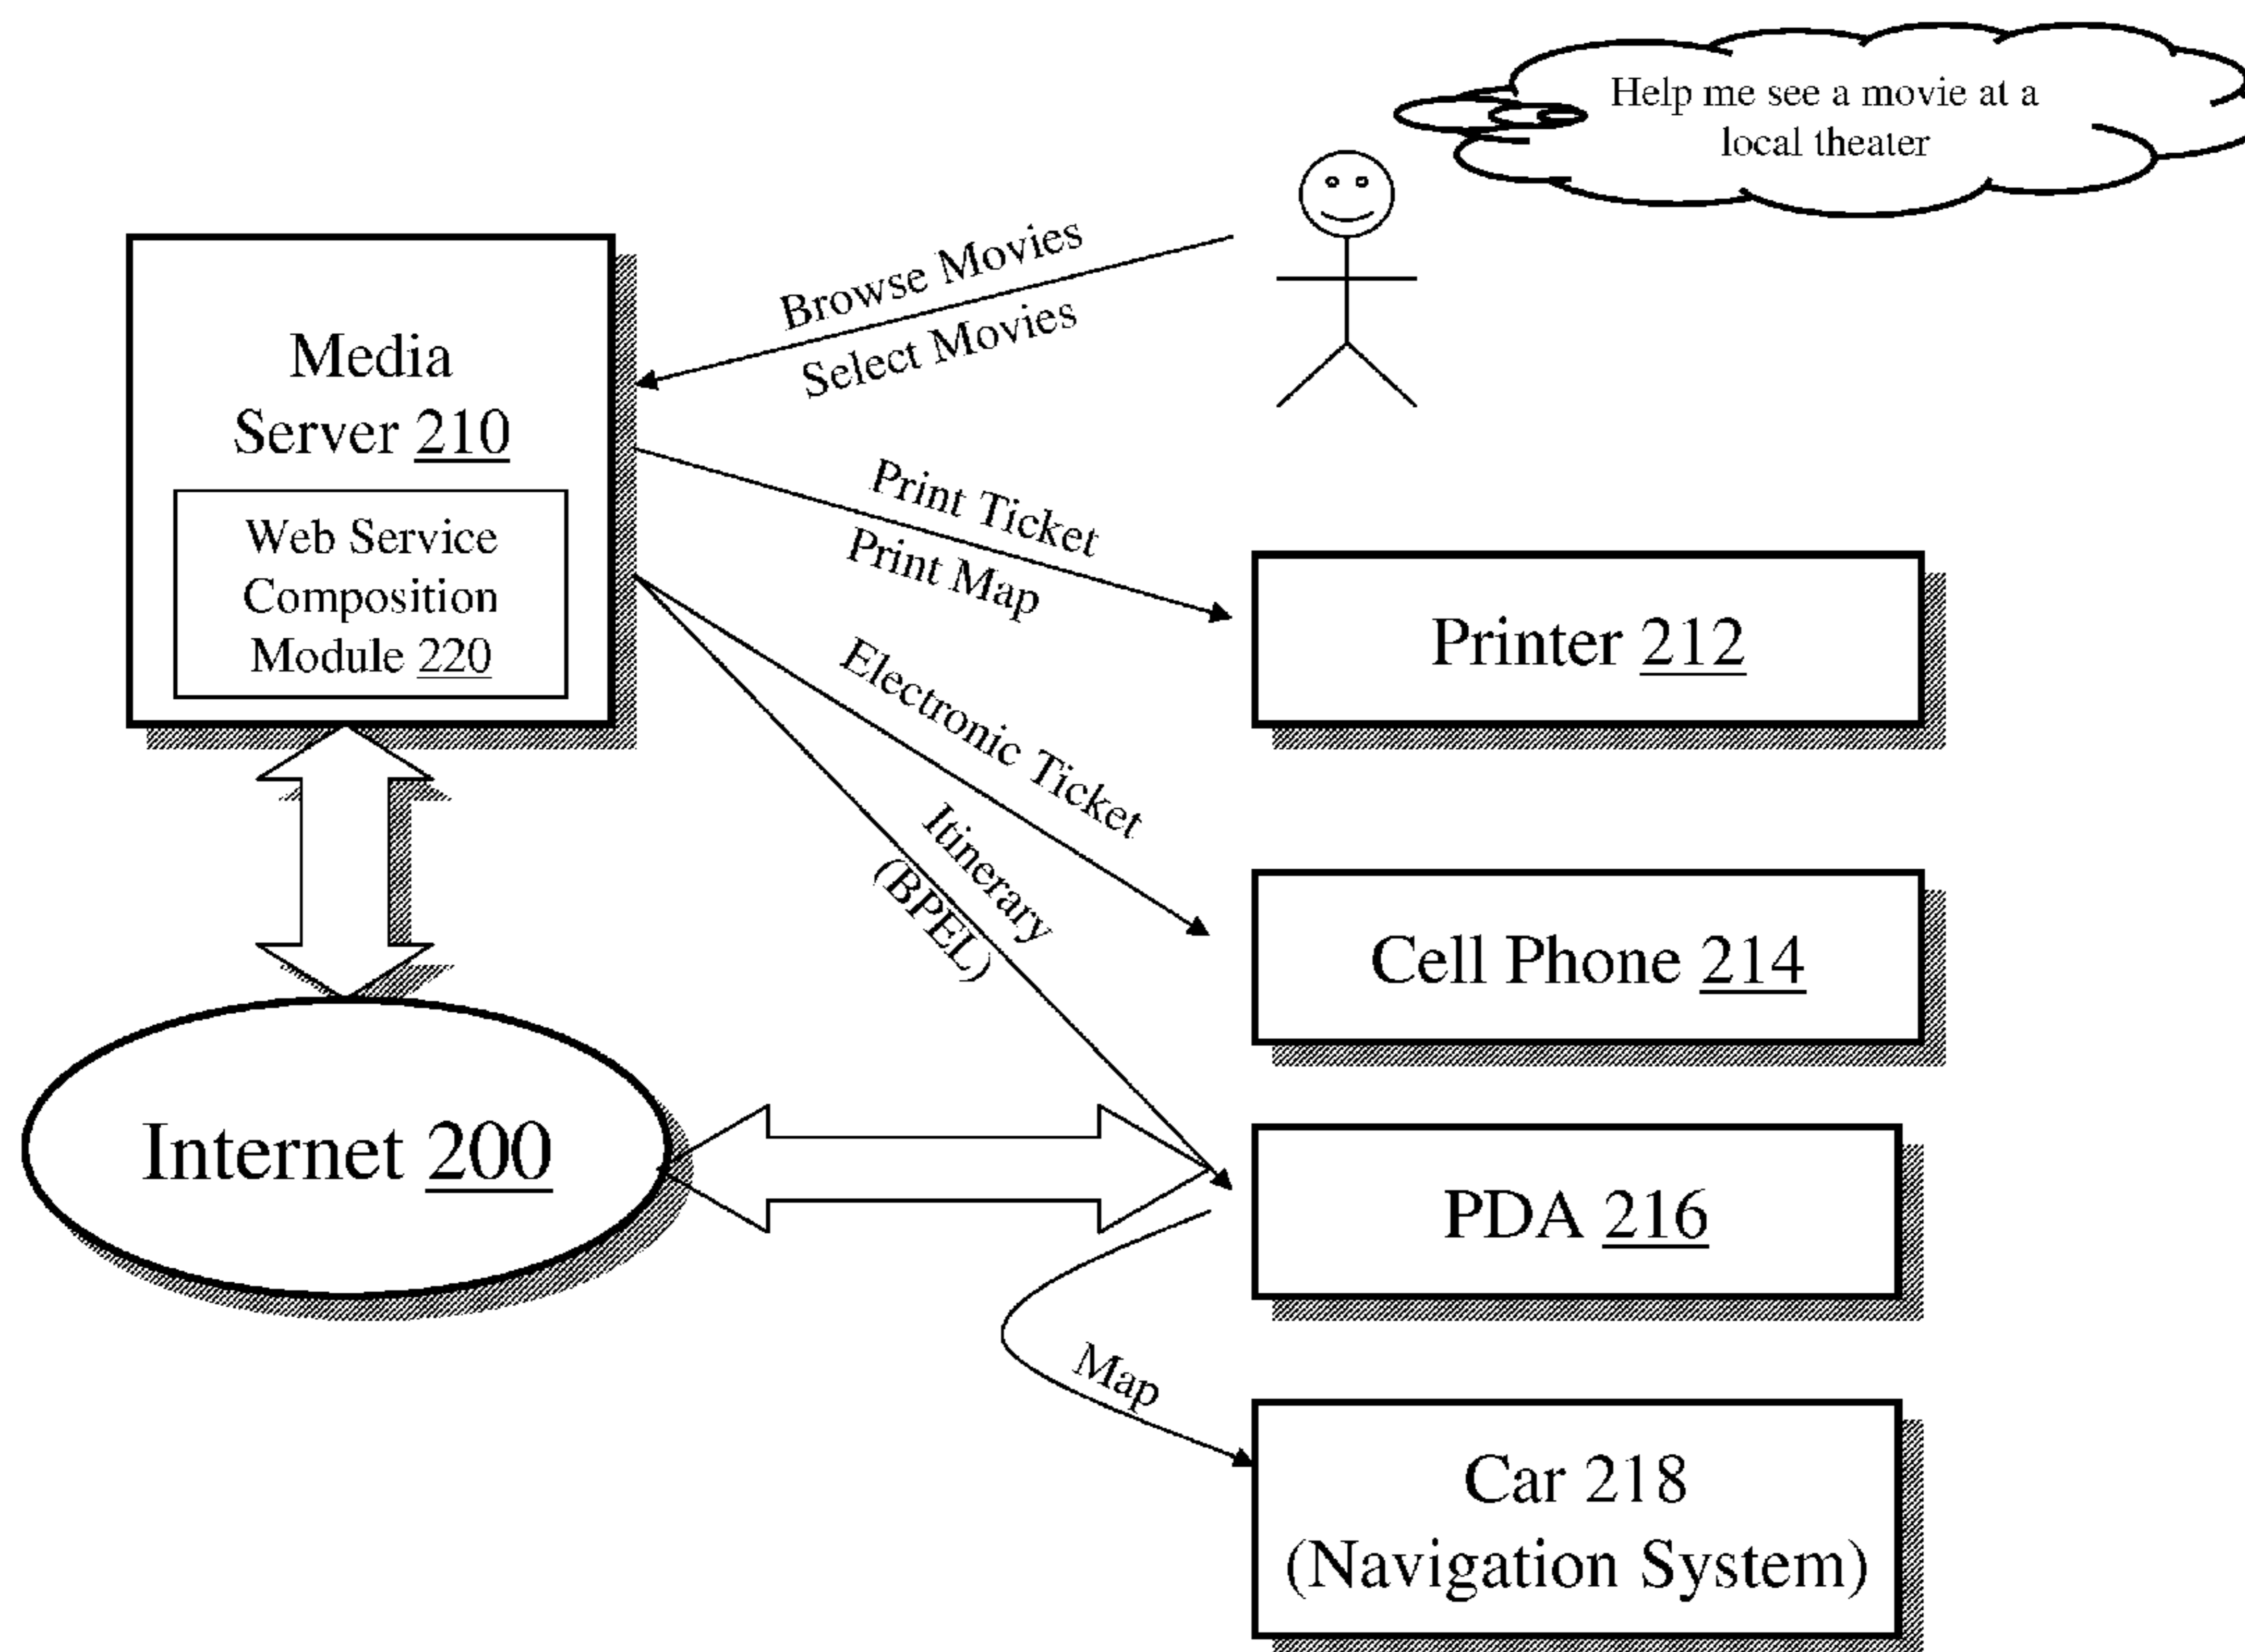 Help me see a movie at a
local theater
Browse Movies
Select Movies
Media
Server 210
Web Service
Composition
Module 220
Print Ticket
Print Map
Printer 212
Electronic Ticket
Itinerary
(BPEL)
Cell Phone 214
Internet 200
PDA 216
Map
Car 218
(Navigation System)